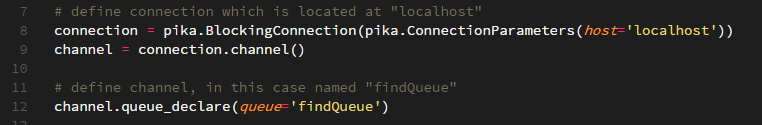 7 # define connection which is located at "localhost"
8 connection = pika.BlockingConnection(pika.ConnectionParameters(host='localhost'))
9 channel = connection.channel()
10
11 # define channel, in this case named "findQueue"
12 channel.queue_declare(queue='findQueue')